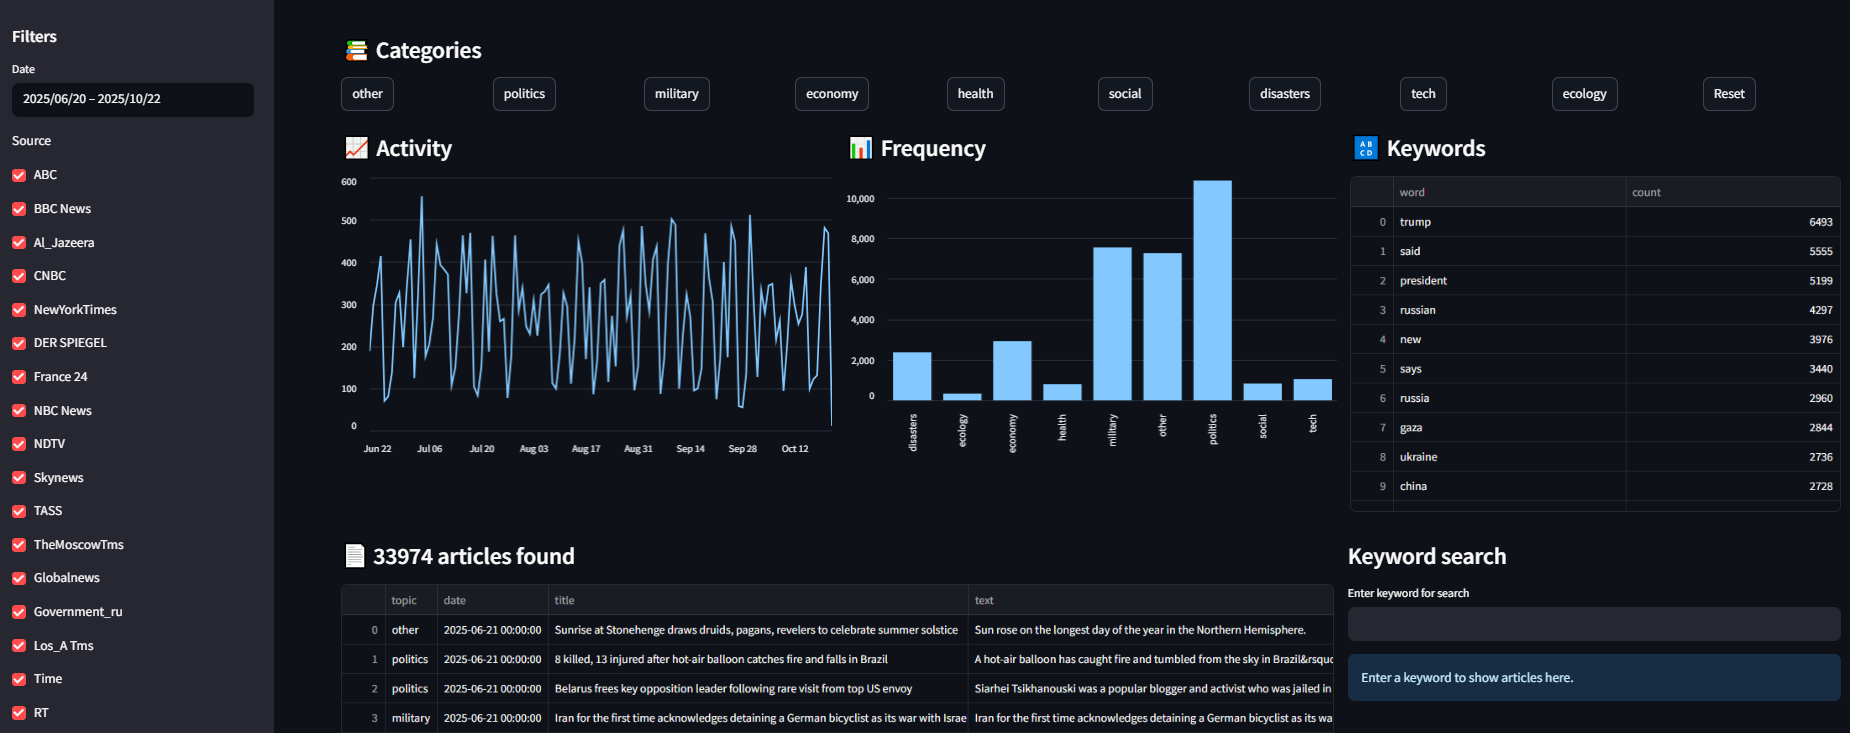 Filters
Date
2025/06/20 – 2025/10/22
Source
ABC
BBC News
Al_Jazeera
CNBC
NewYorkTimes
DER SPIEGEL
France 24
NBC News
NDTV
Skynews
TASS
TheMoscowTms
Globalnews
Government_ru
Los_A Tms
Time
RT
Categories
other politics military economy health social disasters tech ecology Reset
Activity
600
500
400
300
200
100
0
Jun 22 Jul 06 Jul 20 Aug 03 Aug 17 Aug 31 Sep 14 Sep 28 Oct 12
Frequency
10,000
8,000
6,000
4,000
2,000
0
disasters ecology economy health military other politics social tech
Keywords
word count
0 trump 6493
1 said 5555
2 president 5199
3 russian 4297
4 new 3976
5 says 3440
6 russia 2960
7 gaza 2844
8 ukraine 2736
9 china 2728
33974 articles found
topic date title text
0 other 2025-06-21 00:00:00 Sunrise at Stonehenge draws druids, pagans, revelers to celebrate summer solstice Sun rose on the longest day of the year in the Northern Hemisphere.
1 politics 2025-06-21 00:00:00 8 killed, 13 injured after hot-air balloon catches fire and falls in Brazil A hot-air balloon has caught fire and tumbled from the sky in Brazil&rsquo
2 politics 2025-06-21 00:00:00 Belarus frees key opposition leader following rare visit from top US envoy Siarhei Tsikhanouski was a popular blogger and activist who was jailed in
3 military 2025-06-21 00:00:00 Iran for the first time acknowledges detaining a German bicyclist as its war with Israe Iran for the first time acknowledges detaining a German bicyclist as its wa
Keyword search
Enter keyword for search
Enter a keyword to show articles here.